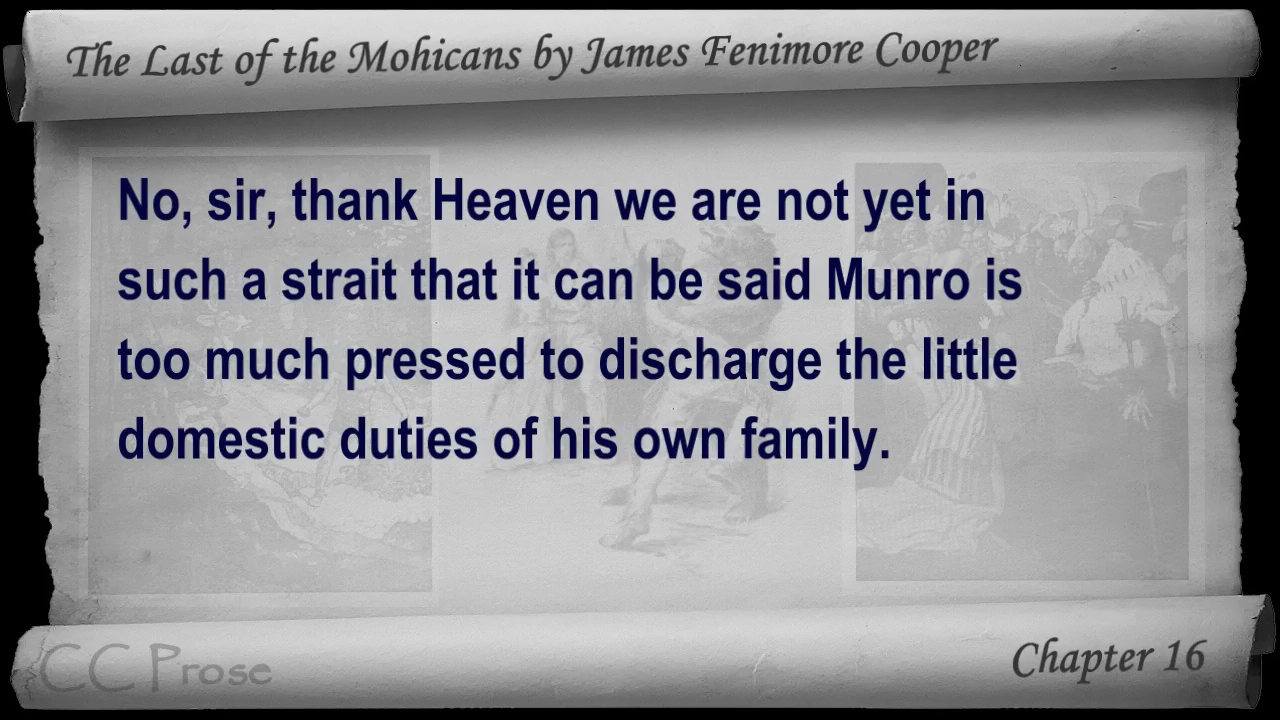 The Last of the Mohicans by James Fenimore Cooper
No, sir, thank Heaven we are not yet in
such a strait that it can be said Munro is
too much pressed to discharge the little
domestic duties of his own family.
CC Prose
Chapter 16